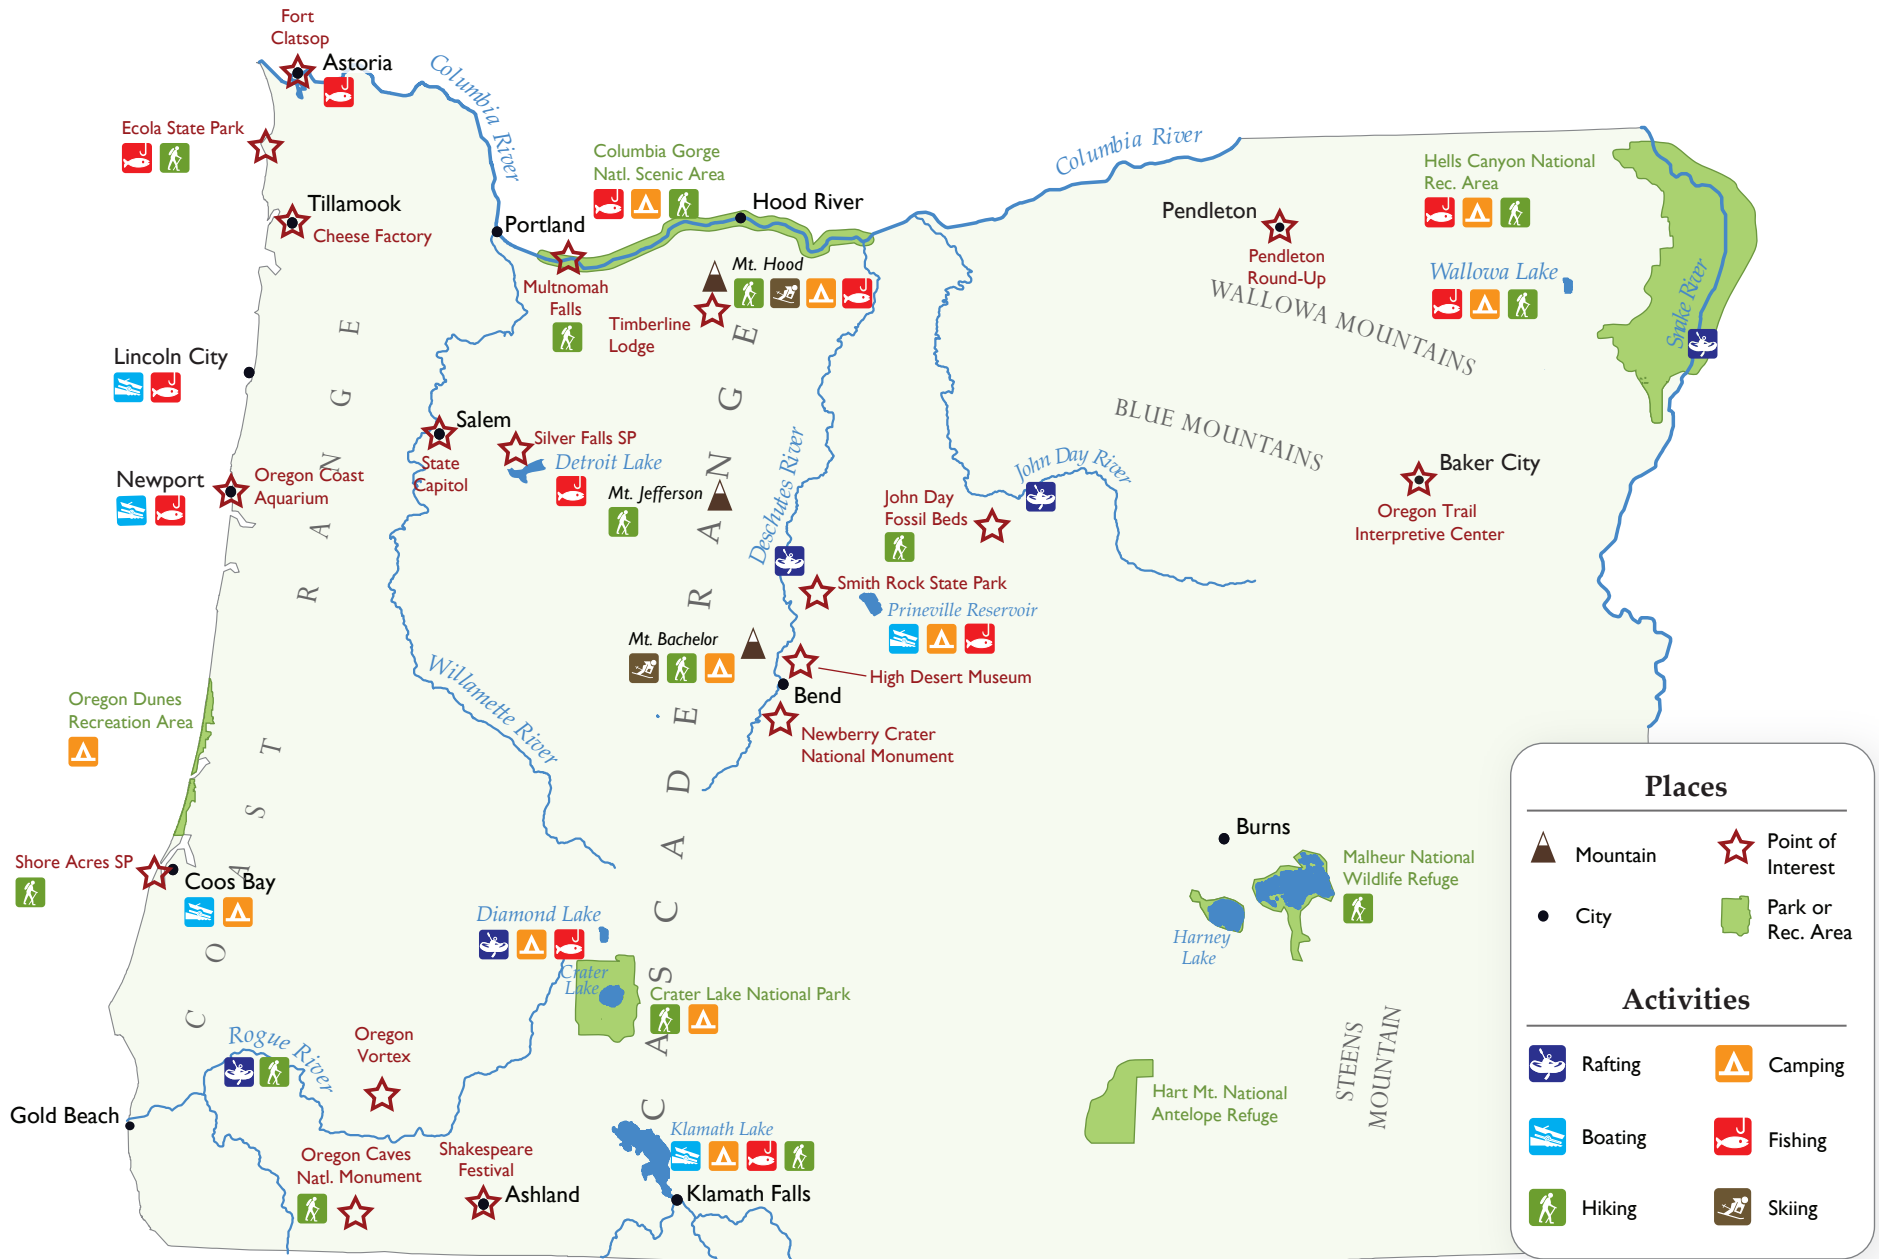 Fort
Clatsop
Astoria
Columbia River
Ecola State Park
Tillamook
Cheese Factory
Columbia Gorge
Natl. Scenic Area
Hood River
Portland
Columbia River
Multnomah
Falls
Mt. Hood
Timberline
Lodge
Pendleton
Pendleton
Round-Up
Hells Canyon National
Rec. Area
Wallowa Lake
Snake River
WALLOWA MOUNTAINS
BLUE MOUNTAINS
Lincoln City
Newport
Oregon Coast
Aquarium
Salem
State
Capitol
Silver Falls SP
Detroit Lake
Mt. Jefferson
Deschutes River
John Day River
John Day
Fossil Beds
Baker City
Oregon Trail
Interpretive Center
Smith Rock State Park
Prineville Reservoir
Mt. Bachelor
High Desert Museum
Bend
Newberry Crater
National Monument
Willamette River
COAST RANGE
CASCADE RANGE
Oregon Dunes
Recreation Area
Shore Acres SP
Coos Bay
Diamond Lake
Crater
Lake
Crater Lake National Park
Burns
Malheur National
Wildlife Refuge
Harney
Lake
STEENS
MOUNTAIN
Hart Mt. National
Antelope Refuge
Rogue River
Oregon
Vortex
Gold Beach
Oregon Caves
Natl. Monument
Shakespeare
Festival
Ashland
Klamath Lake
Klamath Falls
Places
Mountain
Point of
Interest
City
Park or
Rec. Area
Activities
Rafting
Camping
Boating
Fishing
Hiking
Skiing